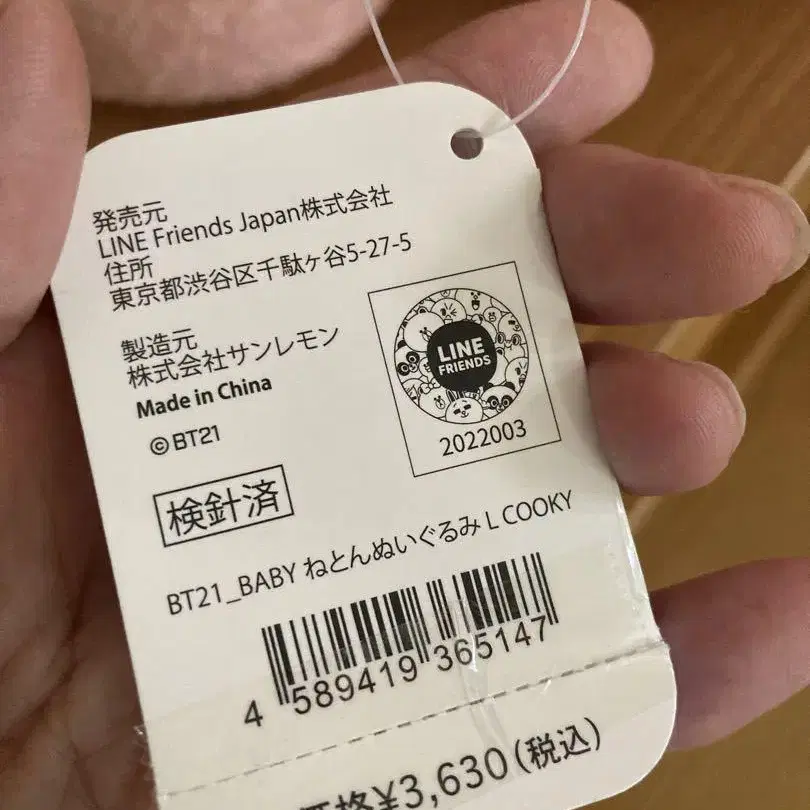 発売元
LINE Friends Japan株式会社
住所
東京都渋谷区千駄ヶ谷5-27-5
製造元
株式会社サンレモン
Made in China
©BT21
LINE
FRIENDS
2022003
検針済
BT21_BABY ねとんぬいぐるみ L COOKY
4 589419 365147
価格¥3,630(税込)